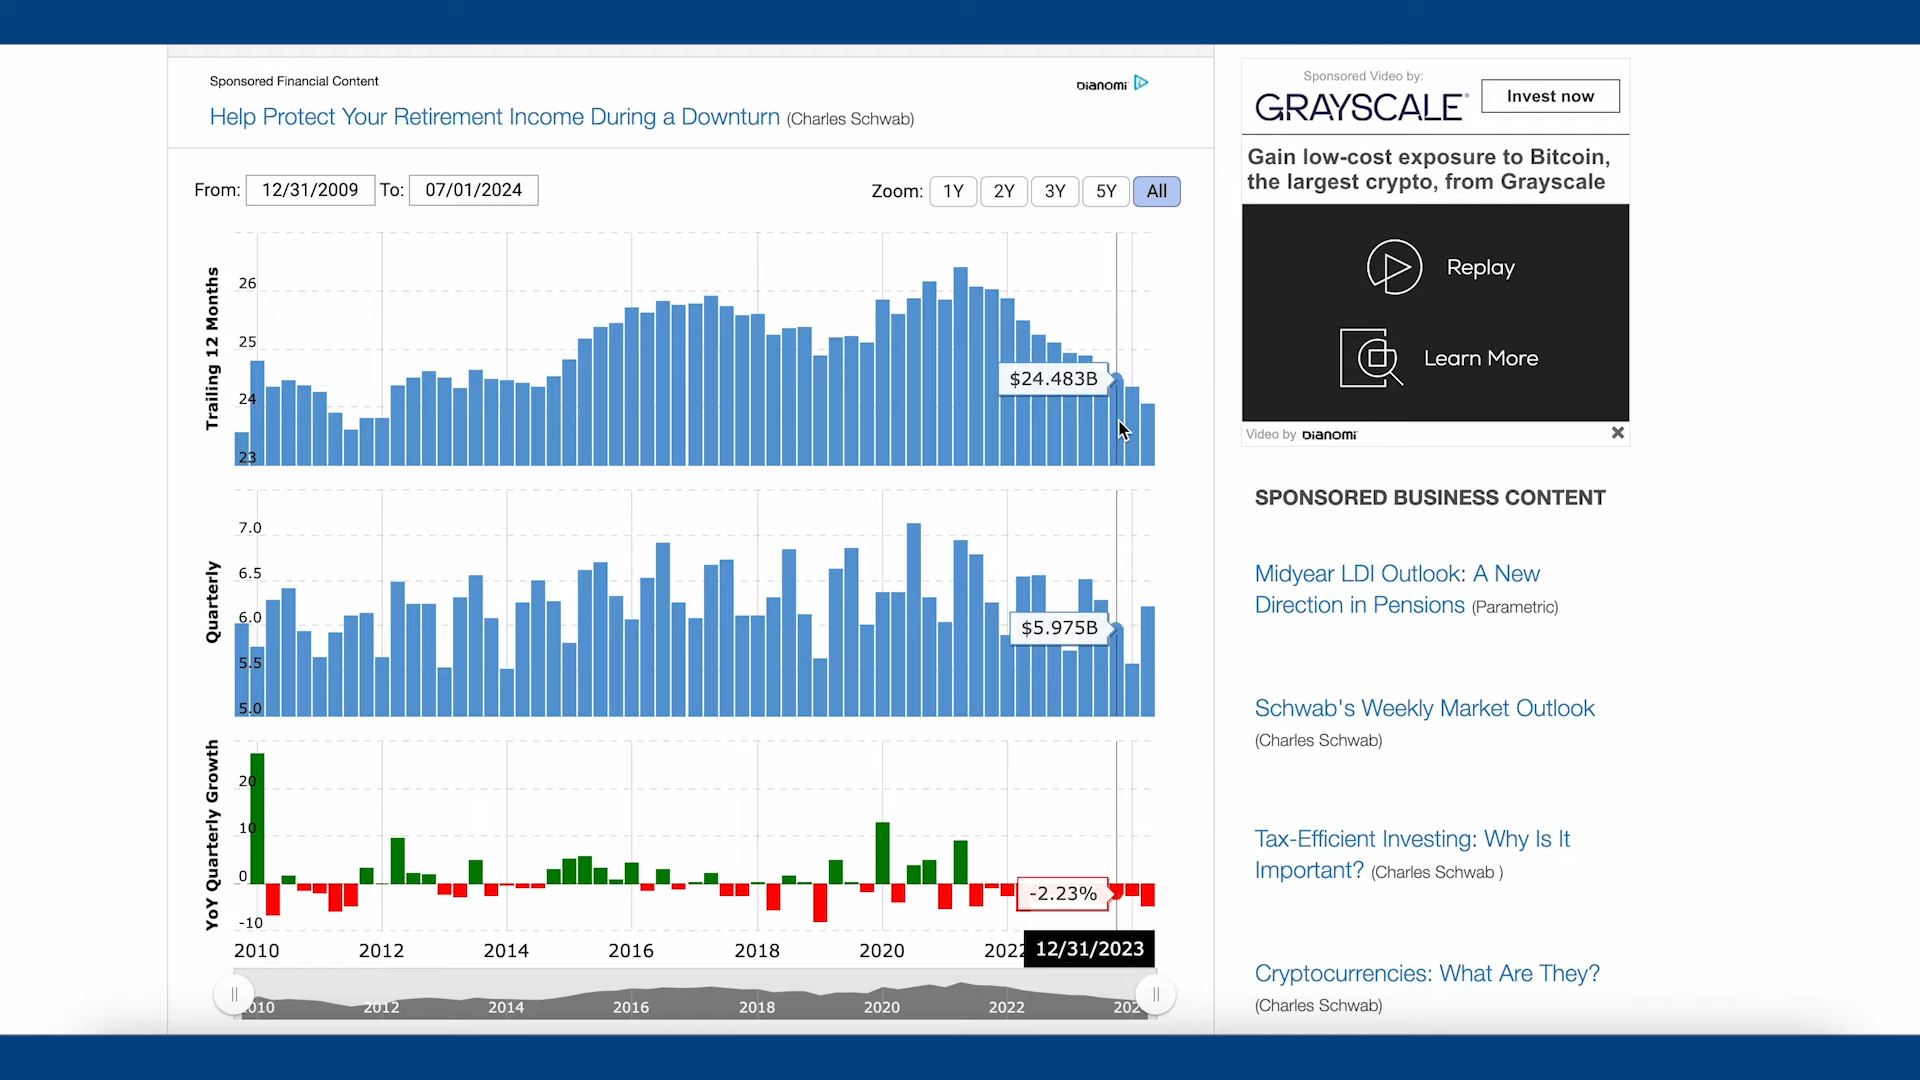 Sponsored Financial Content
Dianomi
Help Protect Your Retirement Income During a Downturn (Charles Schwab)
From: 12/31/2009 To: 07/01/2024
Zoom: 1Y 2Y 3Y 5Y All
Trailing 12 Months
26
25
24
23
$24.483B
Quarterly
7.0
6.5
6.0
5.5
5.0
$5.975B
YoY Quarterly Growth
20
10
0
-10
-2.23%
2010 2012 2014 2016 2018 2020 2022
12/31/2023
2010 2012 2014 2016 2018 2020 2022 202
Sponsored Video by:
GRAYSCALE
Invest now
Gain low-cost exposure to Bitcoin,
the largest crypto, from Grayscale
Replay
Learn More
Video by Dianomi
SPONSORED BUSINESS CONTENT
Midyear LDI Outlook: A New
Direction in Pensions (Parametric)
Schwab's Weekly Market Outlook
(Charles Schwab)
Tax-Efficient Investing: Why Is It
Important? (Charles Schwab )
Cryptocurrencies: What Are They?
(Charles Schwab)